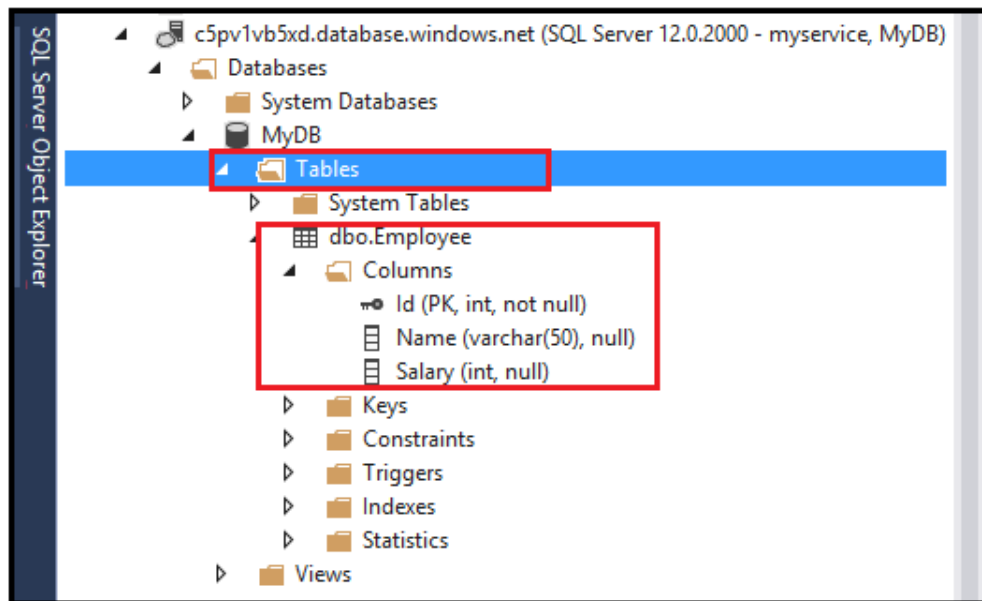 SQL Server Object Explorer
c5pv1vb5xd.database.windows.net (SQL Server 12.0.2000 - myservice, MyDB)
Databases
System Databases
MyDB
Tables
System Tables
dbo.Employee
Columns
Id (PK, int, not null)
Name (varchar(50), null)
Salary (int, null)
Keys
Constraints
Triggers
Indexes
Statistics
Views